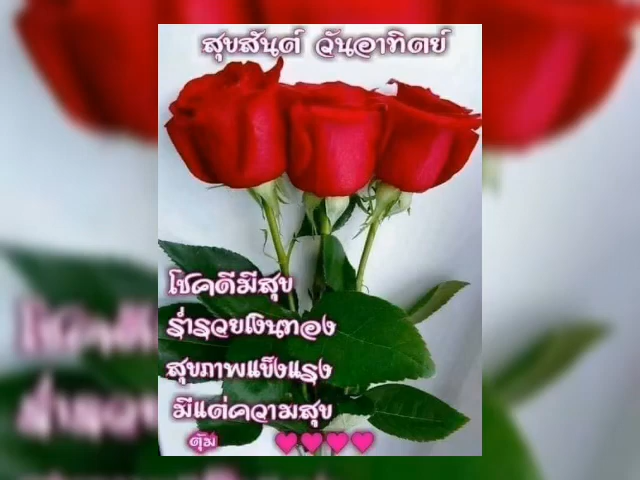 สุขสันต์ วันอาทิตย์
โชคดีมีสุข
ร่ำรวยเงินทอง
สุขภาพแข็งแรง
มีแต่ความสุข
ตุ้ม